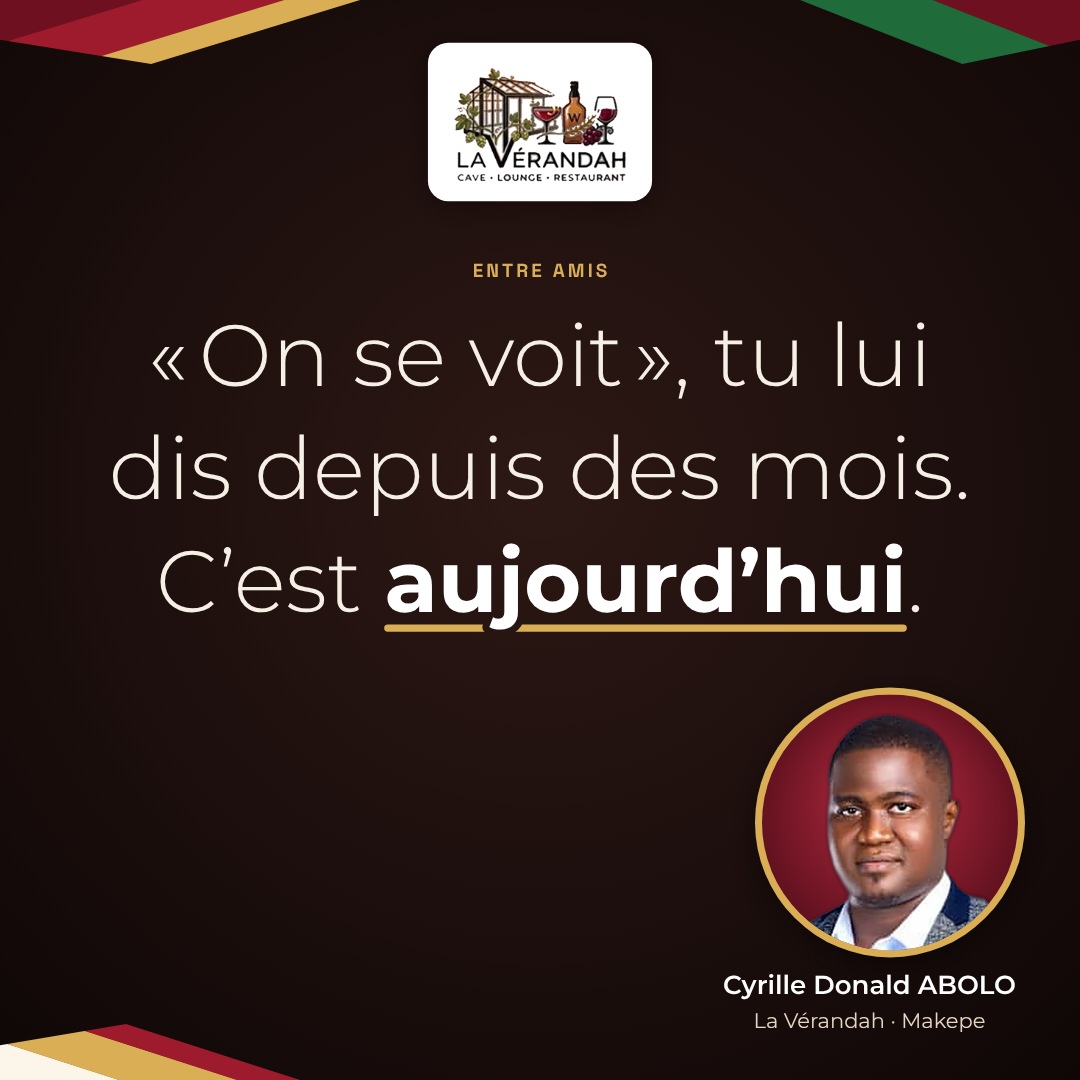 W
LA VÉRANDAH
CAVE • LOUNGE • RESTAURANT
ENTRE AMIS
« On se voit », tu lui
dis depuis des mois.
C’est aujourd’hui.
Cyrille Donald ABOLO
La Vérandah · Makepe